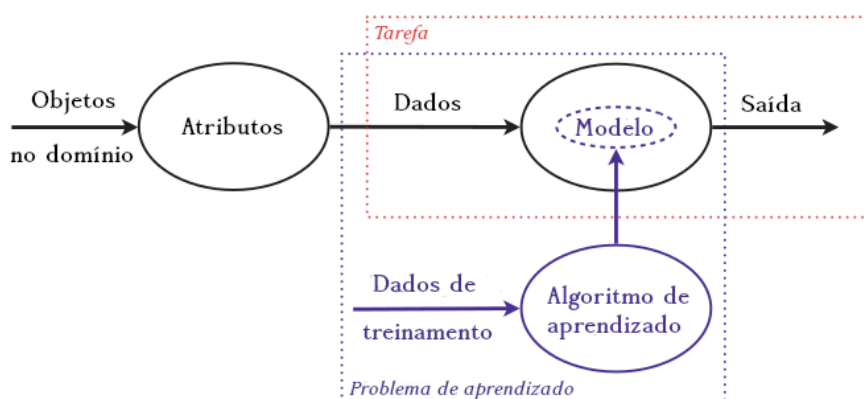 Tarefa
Objetos
no domínio
Atributos
Dados
Modelo
Saída
Dados de
treinamento
Algoritmo de
aprendizado
Problema de aprendizado